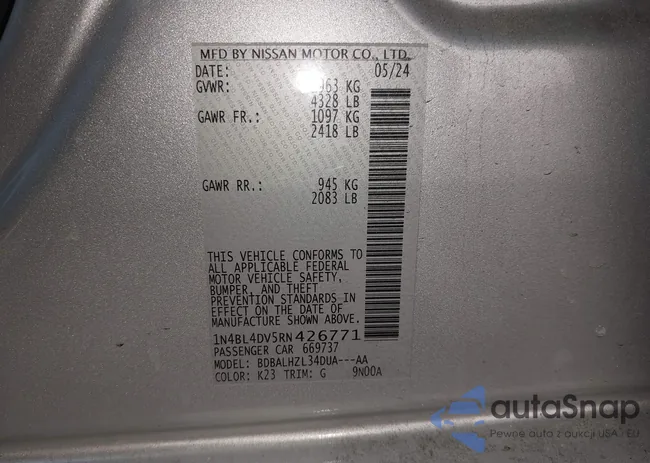 MFD BY NISSAN MOTOR CO., LTD.
DATE: 05/24
GVWR: 1963 KG
4328 LB
GAWR FR.: 1097 KG
2418 LB
GAWR RR.: 945 KG
2083 LB
THIS VEHICLE CONFORMS TO
ALL APPLICABLE FEDERAL
MOTOR VEHICLE SAFETY,
BUMPER, AND THEFT
PREVENTION STANDARDS IN
EFFECT ON THE DATE OF
MANUFACTURE SHOWN ABOVE.
1N4BL4DV5RN426771
PASSENGER CAR 669737
MODEL: BDBALHZL34DUA---AA
COLOR: K23 TRIM: G 9N00A
autaSnap
Pewne auto z aukcji USA i EU